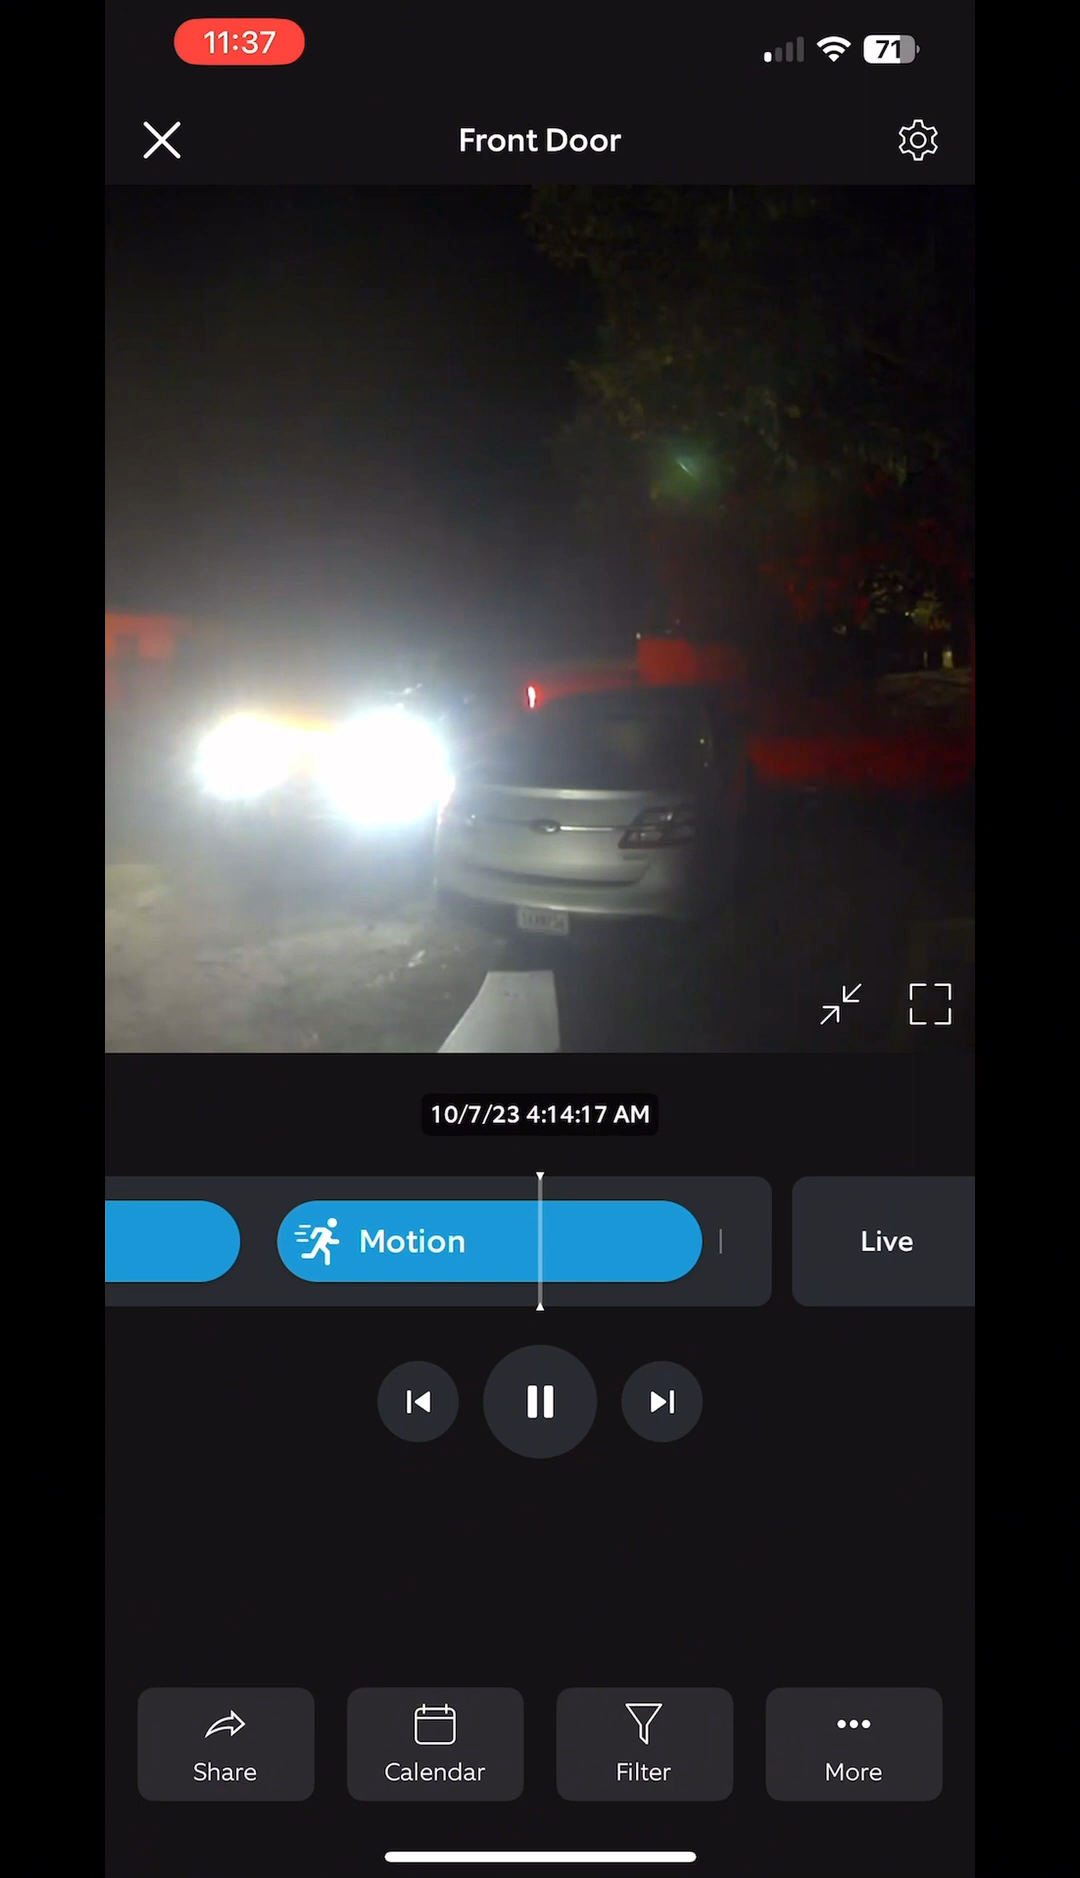 11:37
71
Front Door
10/7/23 4:14:17 AM
Motion
Live
Share
Calendar
Filter
More